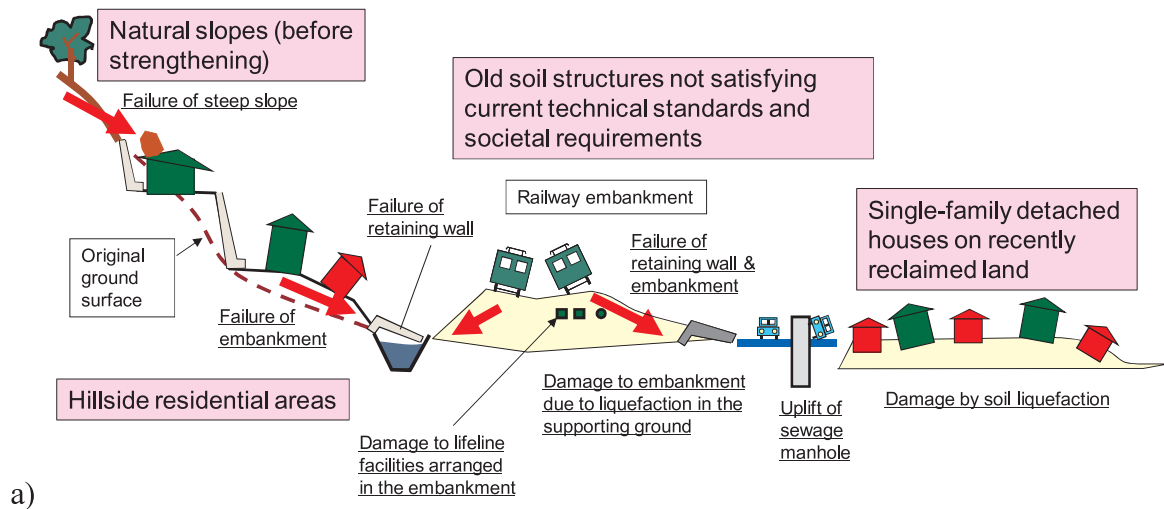 Natural slopes (before
strengthening)
Failure of steep slope
Old soil structures not satisfying
current technical standards and
societal requirements
Railway embankment
Single-family detached
houses on recently
reclaimed land
Failure of
retaining wall
Failure of
retaining wall &
embankment
Original
ground
surface
Failure of
embankment
Hillside residential areas
Damage to lifeline
facilities arranged
in the embankment
Damage to embankment
due to liquefaction in the
supporting ground
Uplift of
sewage
manhole
Damage by soil liquefaction
a)